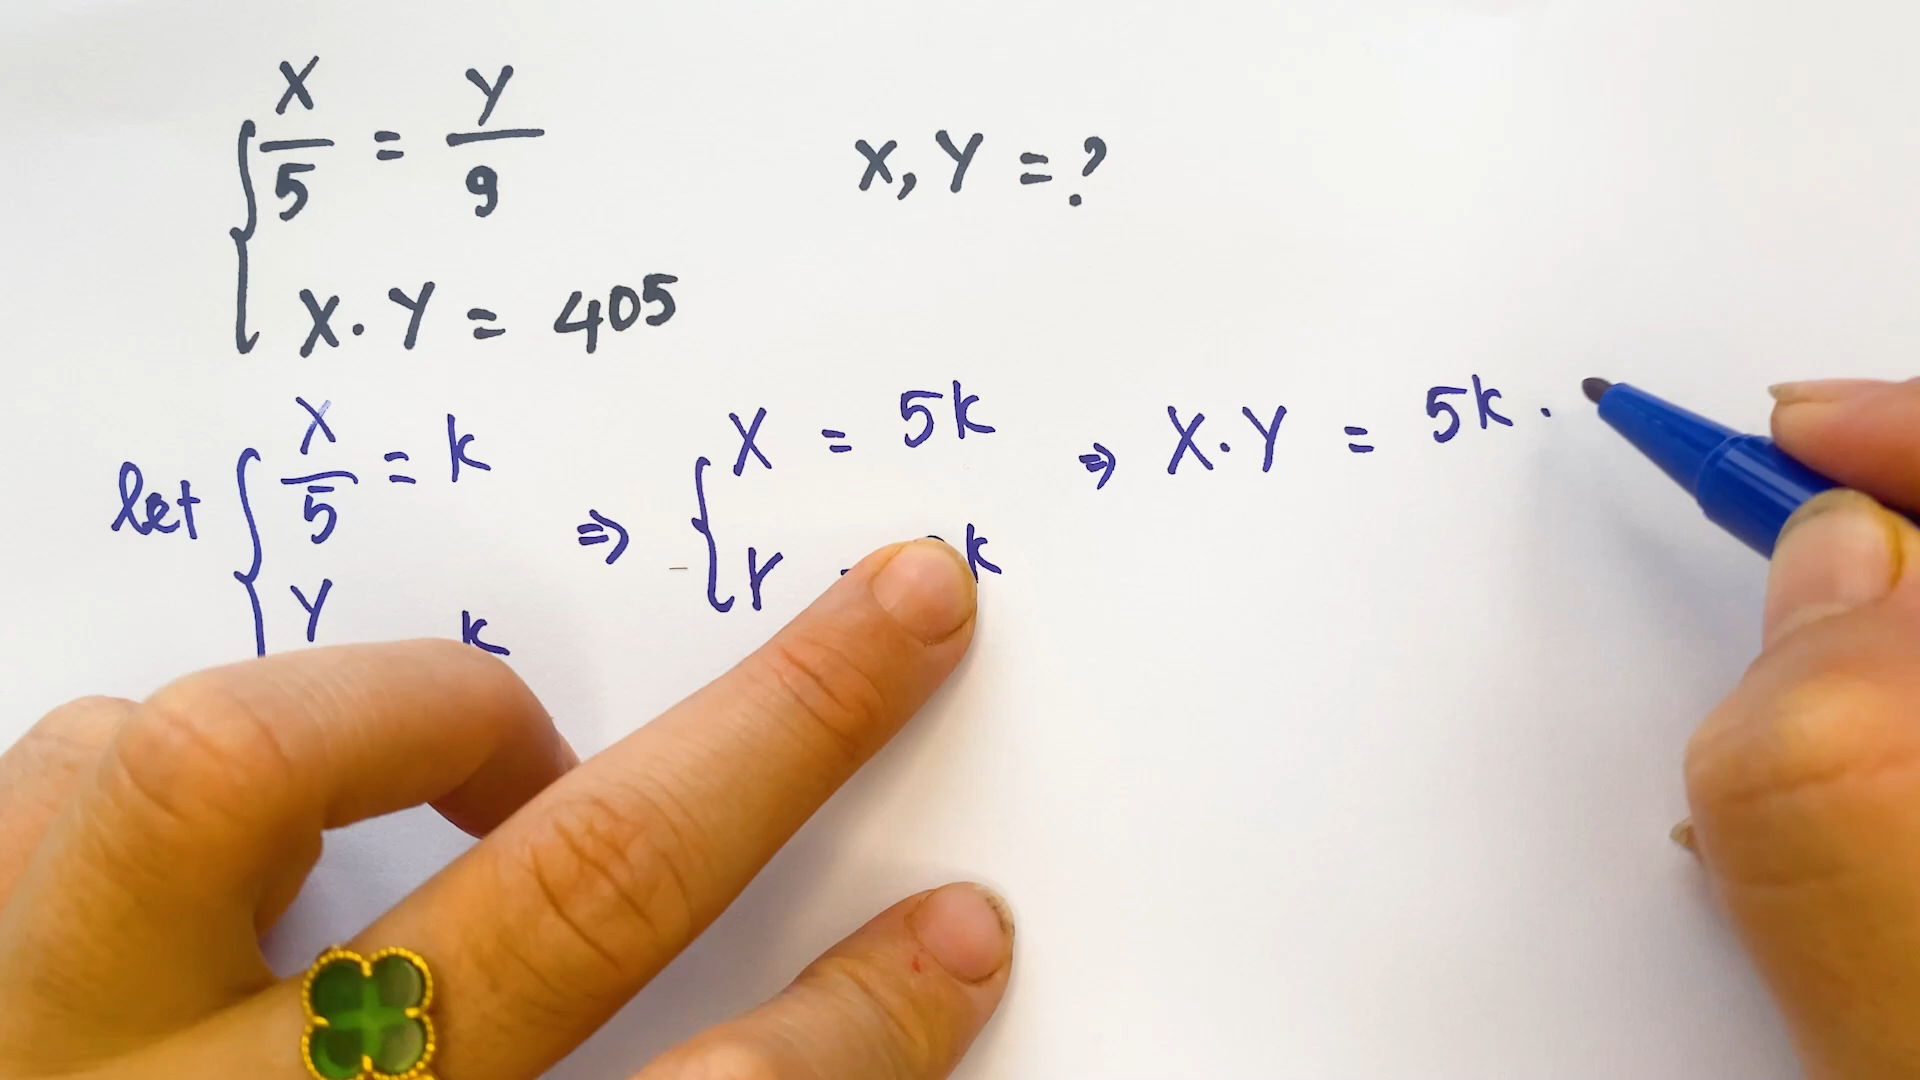 X/5 = Y/9
X, Y = ?
X . Y = 405
let { X/5 = k ⇒ { X = 5k ⇒ X . Y = 5k .
Y k Y k